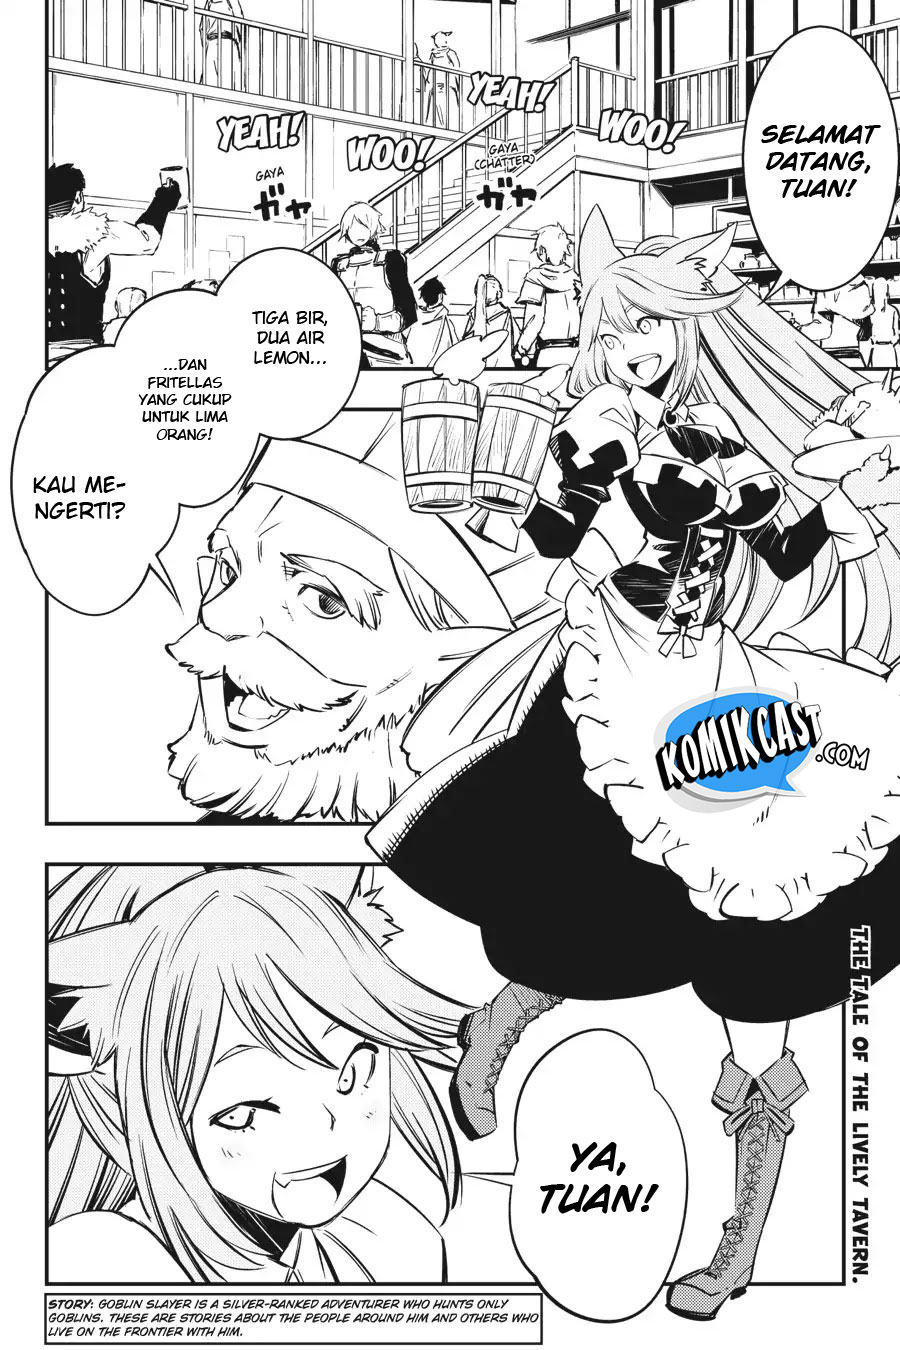 YEAH!
WOO!
YEAH!
WOO!
GAYA
ガヤ
GAYA
(CHATTER)
ガヤ
SELAMAT
DATANG,
TUAN!
TIGA BIR,
DUA AIR
LEMON...
...DAN
FRITELLAS
YANG CUKUP
UNTUK LIMA
ORANG!
KAU ME-
NGERTI?
KOMIKCAST
.COM
YA,
TUAN!
THE TALE OF THE LIVELY TAVERN.
STORY: GOBLIN SLAYER IS A SILVER-RANKED ADVENTURER WHO HUNTS ONLY
GOBLINS. THESE ARE STORIES ABOUT THE PEOPLE AROUND HIM AND OTHERS WHO
LIVE ON THE FRONTIER WITH HIM.